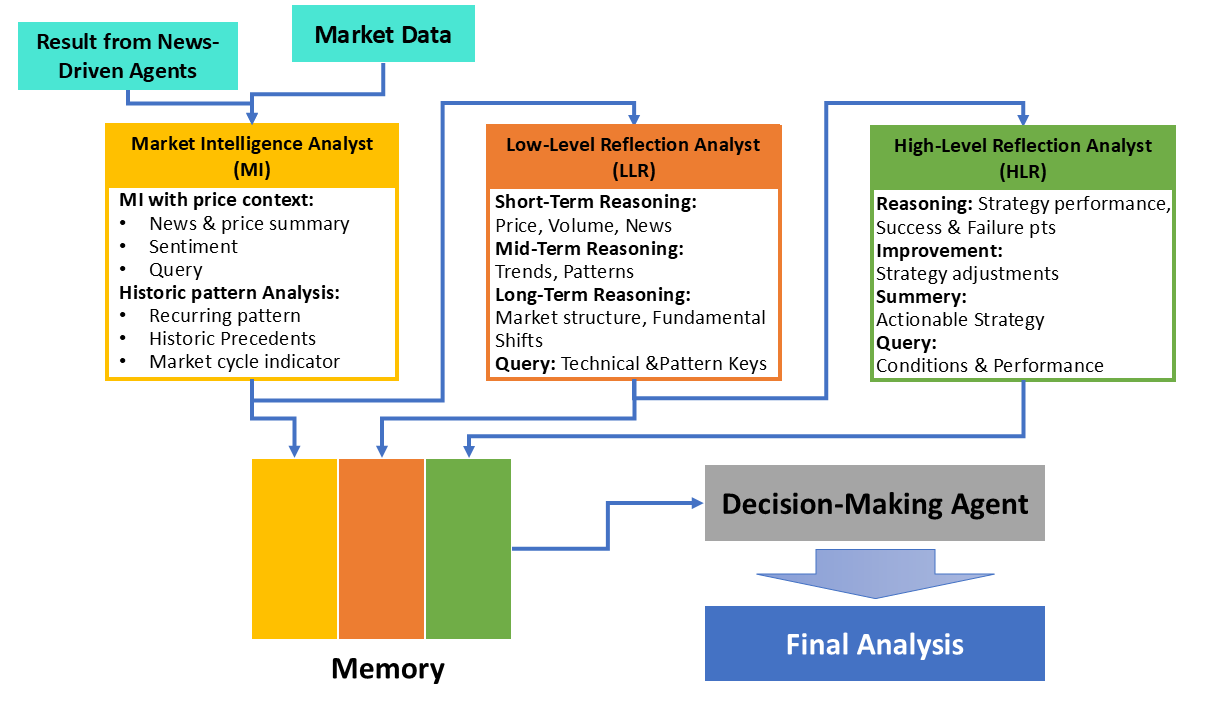 Result from News-
Driven Agents
Market Data
Market Intelligence Analyst
(MI)
MI with price context:
• News & price summary
• Sentiment
• Query
Historic pattern Analysis:
• Recurring pattern
• Historic Precedents
• Market cycle indicator
Low-Level Reflection Analyst
(LLR)
Short-Term Reasoning:
Price, Volume, News
Mid-Term Reasoning:
Trends, Patterns
Long-Term Reasoning:
Market structure, Fundamental
Shifts
Query: Technical &Pattern Keys
High-Level Reflection Analyst
(HLR)
Reasoning: Strategy performance,
Success & Failure pts
Improvement:
Strategy adjustments
Summery:
Actionable Strategy
Query:
Conditions & Performance
Memory
Decision-Making Agent
Final Analysis